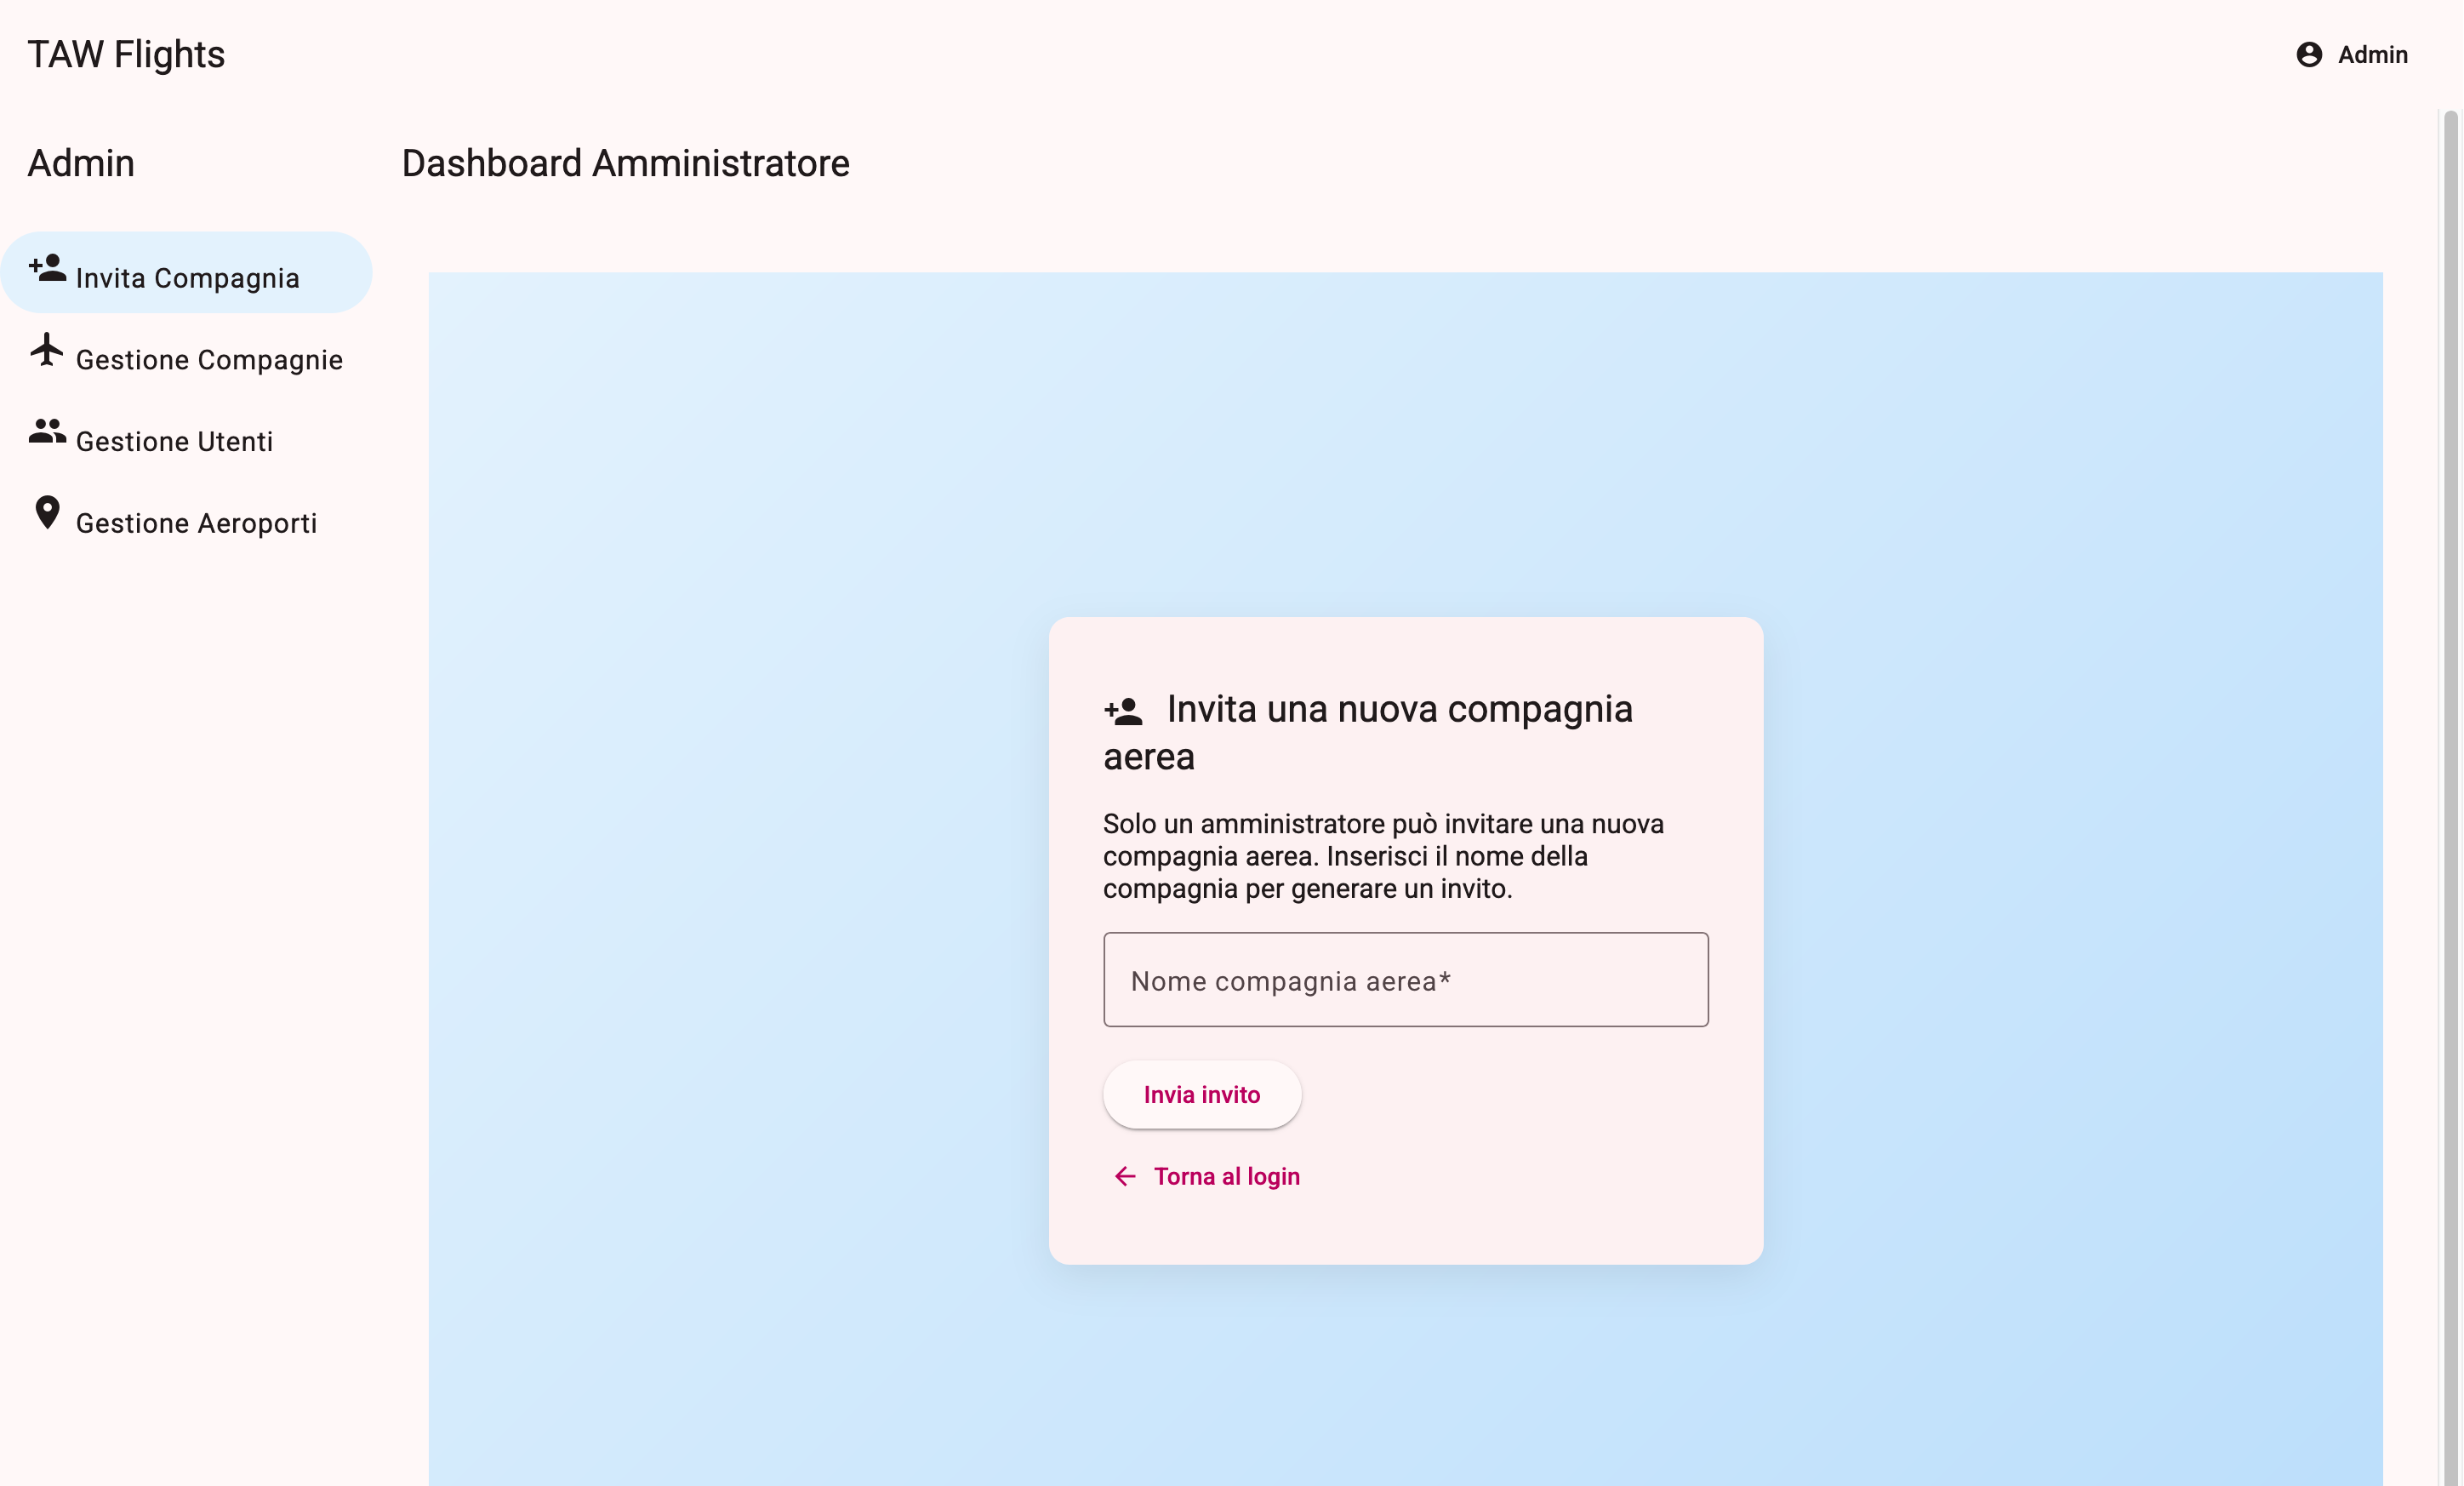 TAW Flights
Admin
Admin
Dashboard Amministratore
Invita Compagnia
Gestione Compagnie
Gestione Utenti
Gestione Aeroporti
Invita una nuova compagnia
aerea
Solo un amministratore può invitare una nuova
compagnia aerea. Inserisci il nome della
compagnia per generare un invito.
Nome compagnia aerea*
Invia invito
Torna al login